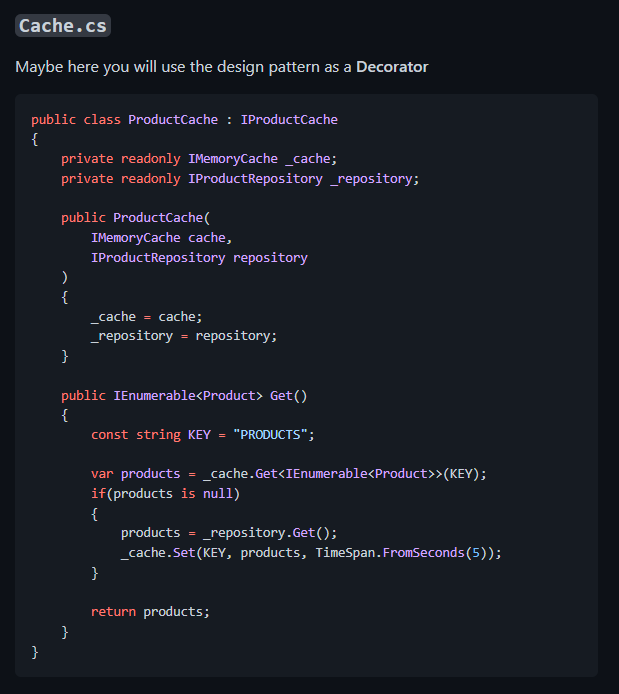 Cache.cs
Maybe here you will use the design pattern as a Decorator
public class ProductCache : IProductCache
{
    private readonly IMemoryCache _cache;
    private readonly IProductRepository _repository;

    public ProductCache(
        IMemoryCache cache,
        IProductRepository repository
    )
    {
        _cache = cache;
        _repository = repository;
    }

    public IEnumerable<Product> Get()
    {
        const string KEY = "PRODUCTS";

        var products = _cache.Get<IEnumerable<Product>>(KEY);
        if(products is null)
        {
            products = _repository.Get();
            _cache.Set(KEY, products, TimeSpan.FromSeconds(5));
        }

        return products;
    }
}